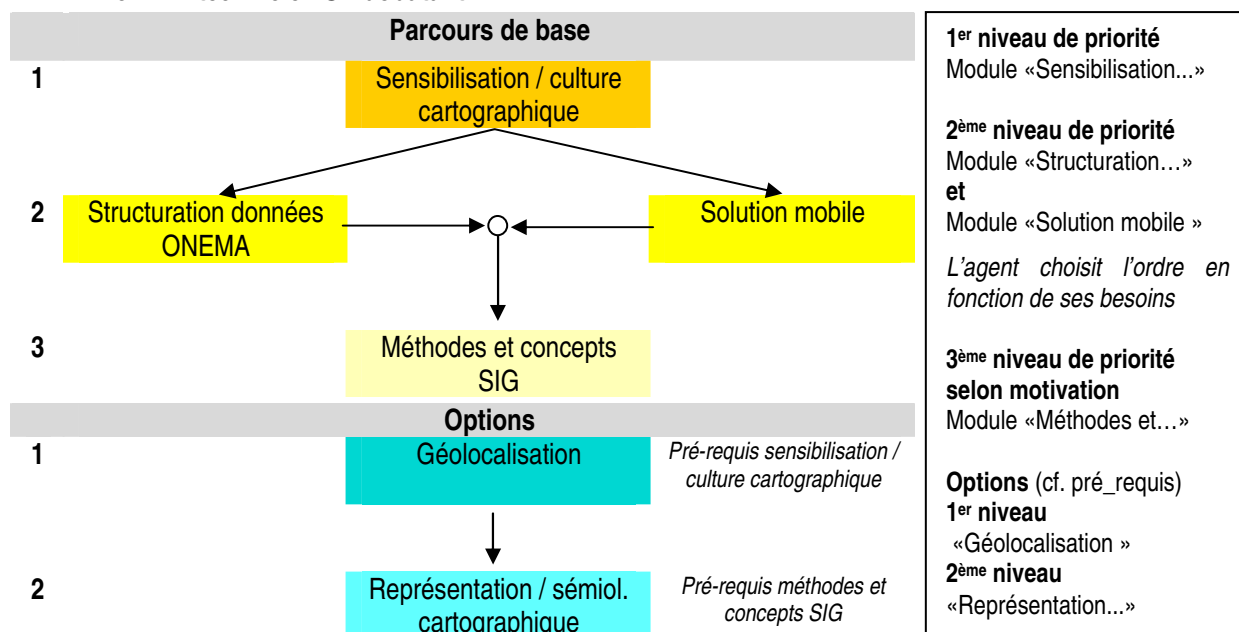 Parcours de base
1
Sensibilisation / culture
cartographique
2
Structuration données
ONEMA
Solution mobile
3
Méthodes et concepts
SIG
Options
1
Géolocalisation
Pré-requis sensibilisation /
culture cartographique
2
Représentation / sémiol.
cartographique
Pré-requis méthodes et
concepts SIG
1er niveau de priorité
Module «Sensibilisation...»
2ème niveau de priorité
Module «Structuration…»
et
Module «Solution mobile »
L'agent choisit l'ordre en
fonction de ses besoins
3ème niveau de priorité
selon motivation
Module «Méthodes et…»
Options (cf. pré_requis)
1er niveau
«Géolocalisation »
2ème niveau
«Représentation...»